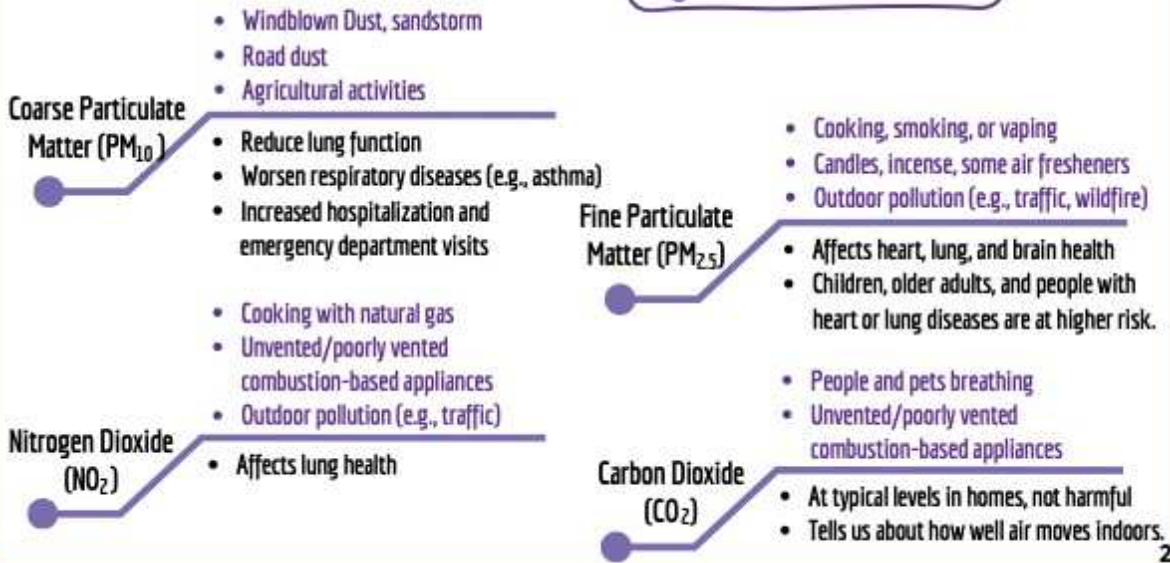 • Windblown Dust, sandstorm
• Road dust
• Agricultural activities
Coarse Particulate
Matter (PM₁₀)
• Reduce lung function
• Worsen respiratory diseases (e.g., asthma)
• Increased hospitalization and
emergency department visits
• Cooking, smoking, or vaping
• Candles, incense, some air fresheners
• Outdoor pollution (e.g., traffic, wildfire)
Fine Particulate
Matter (PM₂.₅)
• Affects heart, lung, and brain health
• Children, older adults, and people with
heart or lung diseases are at higher risk.
• Cooking with natural gas
• Unvented/poorly vented
combustion-based appliances
• Outdoor pollution (e.g., traffic)
Nitrogen Dioxide
(NO₂)
• Affects lung health
• People and pets breathing
• Unvented/poorly vented
combustion-based appliances
Carbon Dioxide
(CO₂)
• At typical levels in homes, not harmful
• Tells us about how well air moves indoors.
2